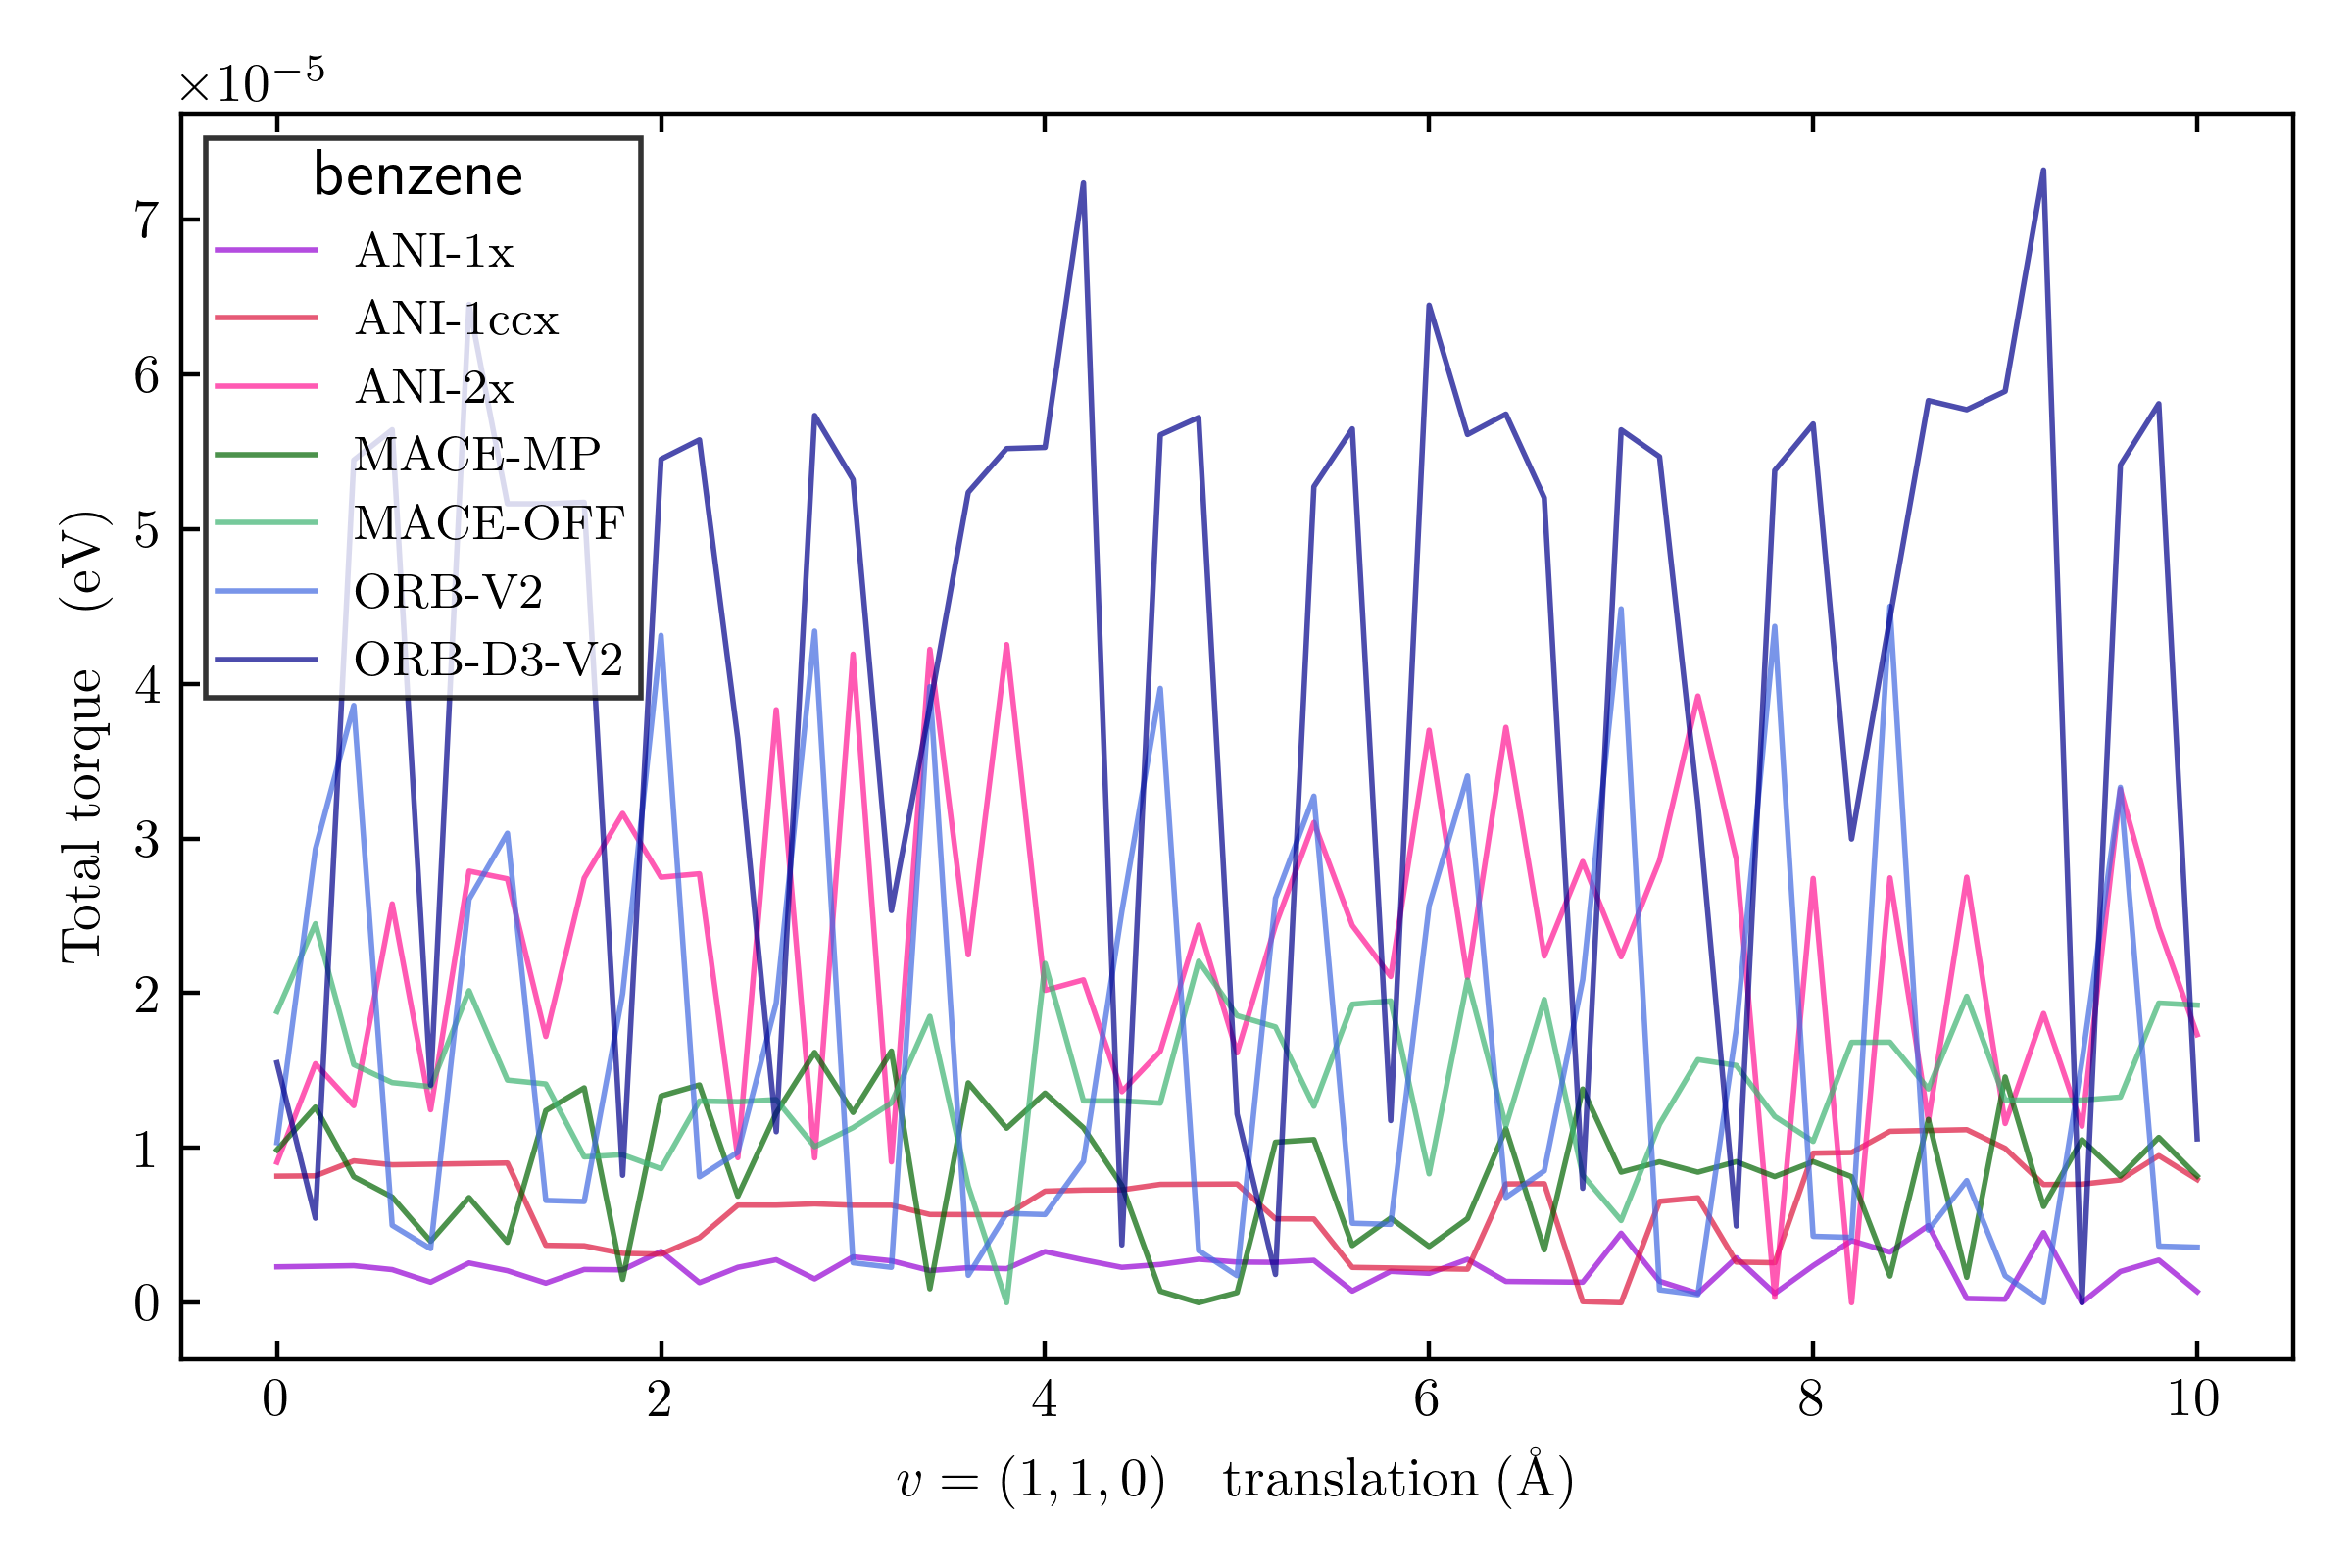 ×10⁻⁵
benzene
ANI-1x
ANI-1ccx
ANI-2x
MACE-MP
MACE-OFF
ORB-V2
ORB-D3-V2
7
6
5
4
3
2
1
0
Total torque (eV)
0 2 4 6 8 10
v = (1, 1, 0) translation (Å)